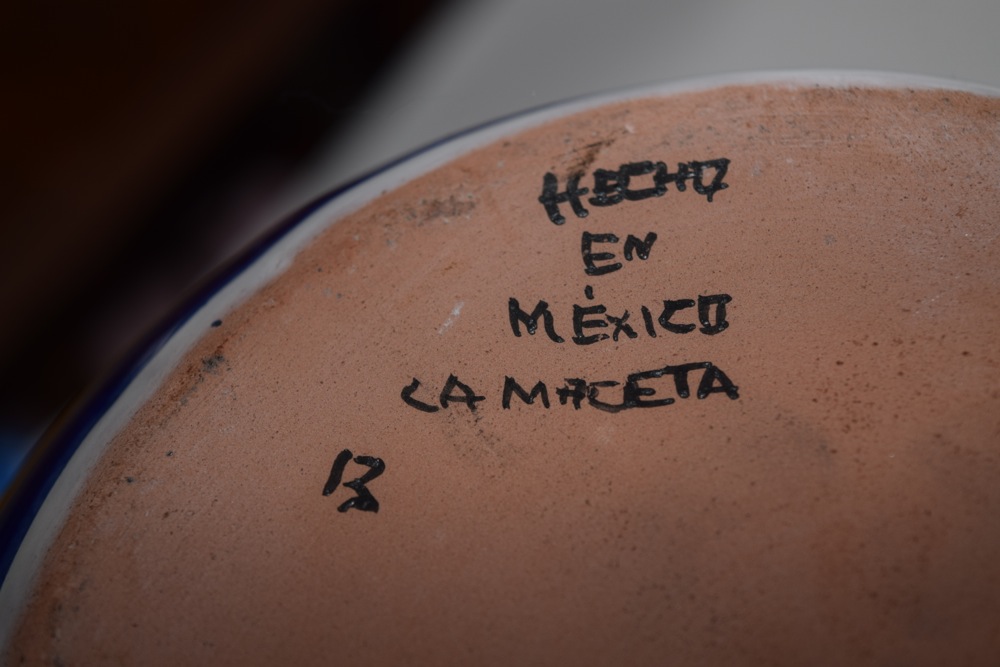 HECHO
EN
MÉXICO
LA MACETA
13